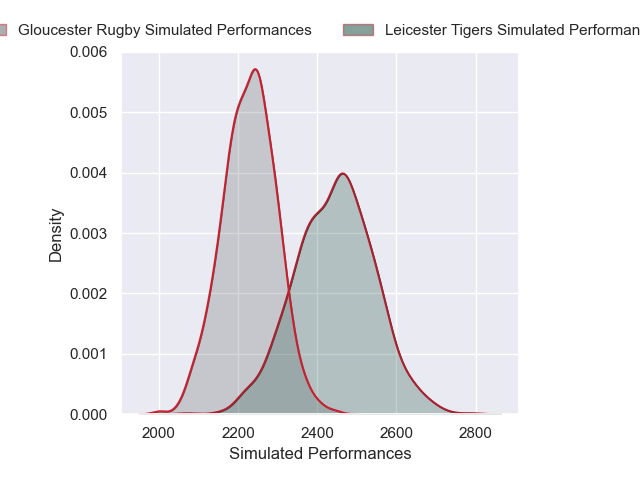 Gloucester Rugby Simulated Performances Leicester Tigers Simulated Performan
0.006
0.005
0.004
0.003
0.002
0.001
0.000
Density
2000 2200 2400 2600 2800
Simulated Performances